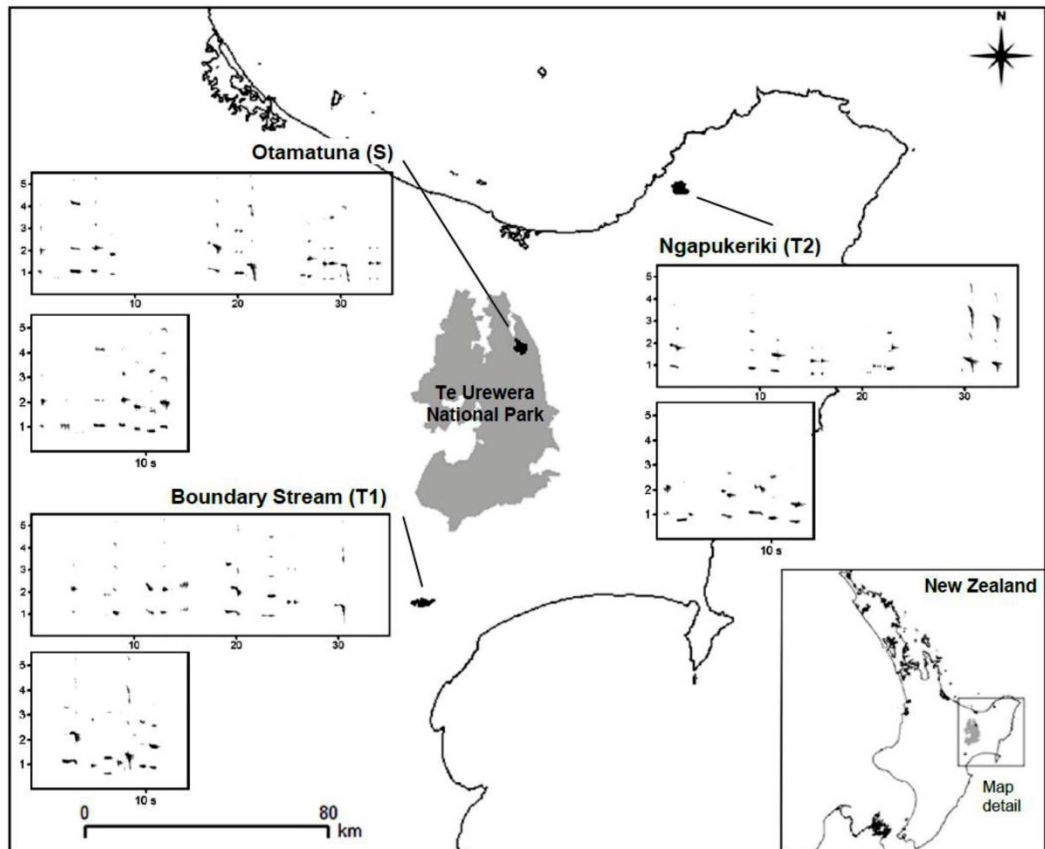 N
Otamatuna (S)
5
4
3
2
1
10 20 30
5
4
3
2
1
10 s
Ngapukeriki (T2)
5
4
3
2
1
10 20 30
5
4
3
2
1
10 s
Te Urewera
National Park
Boundary Stream (T1)
5
4
3
2
1
10 20 30
5
4
3
2
1
10 s
0 80
km
New Zealand
Map
detail